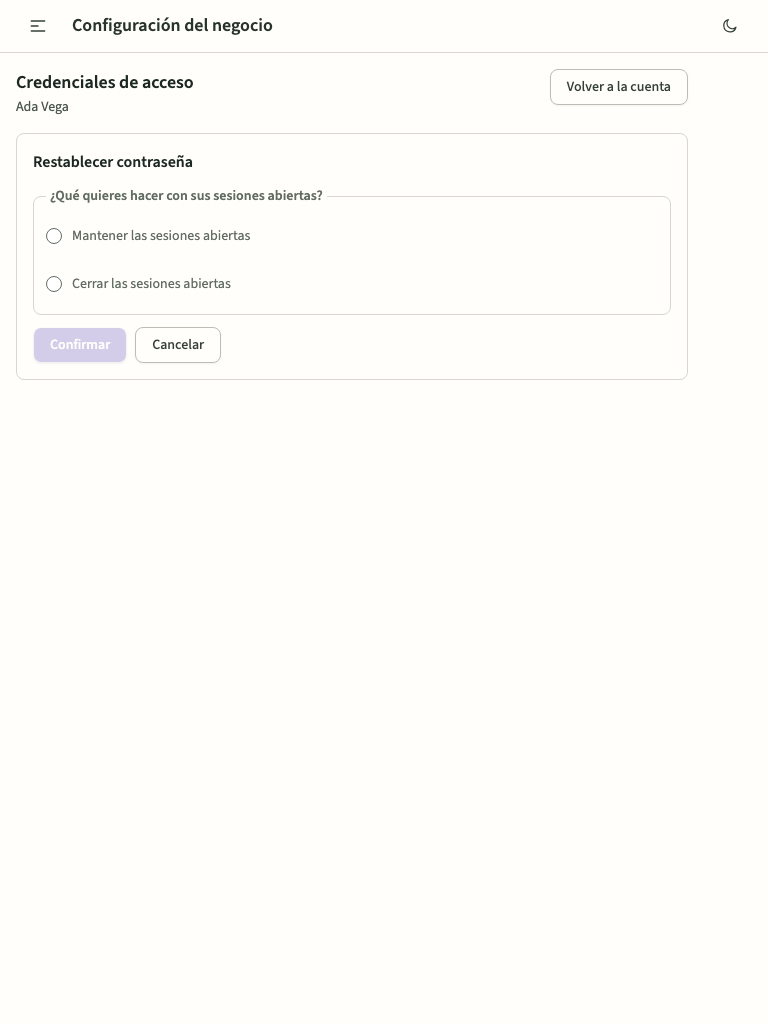 Configuración del negocio
Credenciales de acceso
Volver a la cuenta
Ada Vega
Restablecer contraseña
¿Qué quieres hacer con sus sesiones abiertas?
Mantener las sesiones abiertas
Cerrar las sesiones abiertas
Confirmar
Cancelar